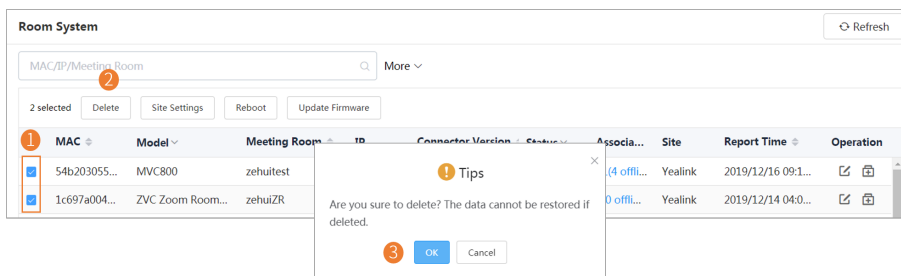 Room System
Refresh
MAC/IP/Meeting Room
More
2
2 selected Delete Site Settings Reboot Update Firmware
1
MAC Model Meeting Room IP Connector Version Status Associa... Site Report Time Operation
54b203055... MVC800 zehuitest (4 offli... Yealink 2019/12/16 09:1...
1c697a004... ZVC Zoom Room... zehuiZR 0 offli... Yealink 2019/12/14 04:0...
Tips
Are you sure to delete? The data cannot be restored if
deleted.
3 OK Cancel